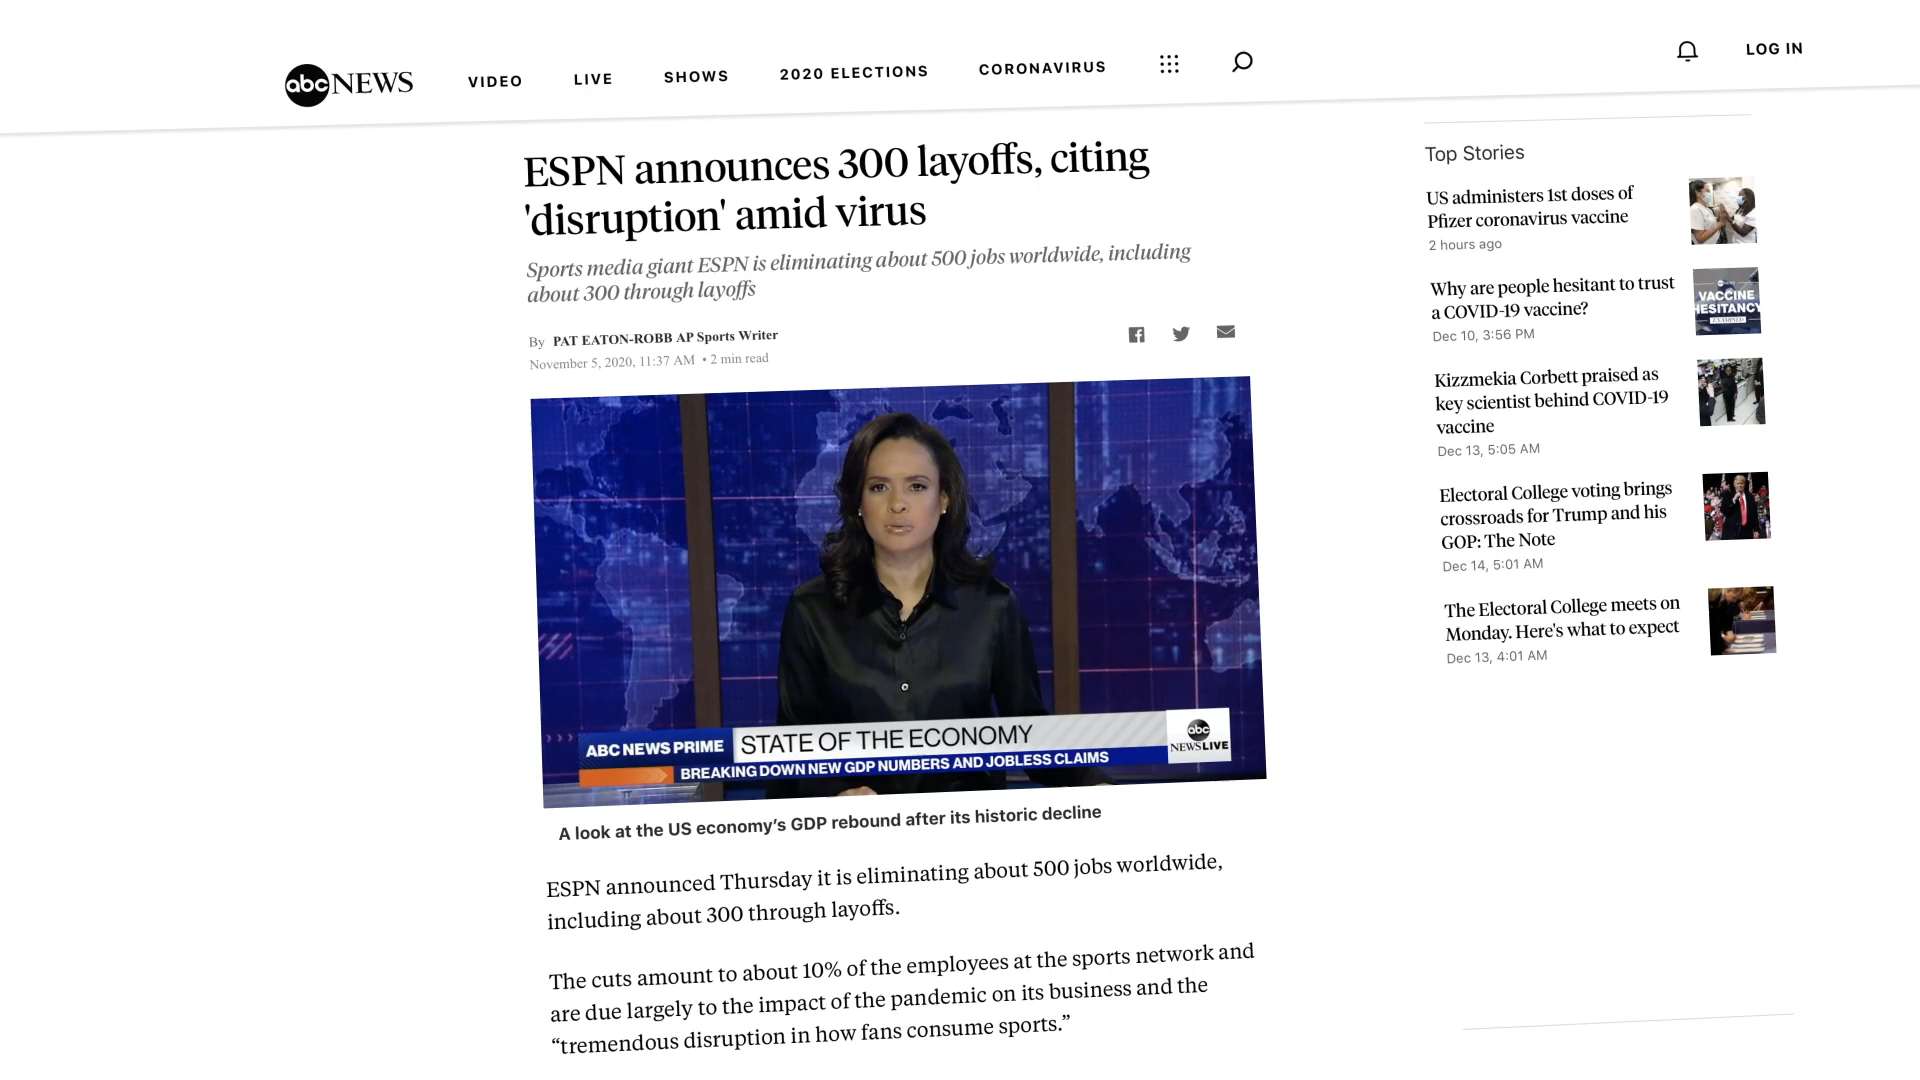 abc NEWS
VIDEO
LIVE
SHOWS
2020 ELECTIONS
CORONAVIRUS
LOG IN
ESPN announces 300 layoffs, citing
'disruption' amid virus
Sports media giant ESPN is eliminating about 500 jobs worldwide, including
about 300 through layoffs
By PAT EATON-ROBB AP Sports Writer
November 5, 2020, 11:37 AM • 2 min read
ABC NEWS PRIME
STATE OF THE ECONOMY
BREAKING DOWN NEW GDP NUMBERS AND JOBLESS CLAIMS
abc
NEWSLIVE
A look at the US economy’s GDP rebound after its historic decline
ESPN announced Thursday it is eliminating about 500 jobs worldwide,
including about 300 through layoffs.
The cuts amount to about 10% of the employees at the sports network and
are due largely to the impact of the pandemic on its business and the
“tremendous disruption in how fans consume sports.”
Top Stories
US administers 1st doses of
Pfizer coronavirus vaccine
2 hours ago
Why are people hesitant to trust
a COVID-19 vaccine?
Dec 10, 3:56 PM
VACCINE
HESITANCY
Kizzmekia Corbett praised as
key scientist behind COVID-19
vaccine
Dec 13, 5:05 AM
Electoral College voting brings
crossroads for Trump and his
GOP: The Note
Dec 14, 5:01 AM
The Electoral College meets on
Monday. Here's what to expect
Dec 13, 4:01 AM